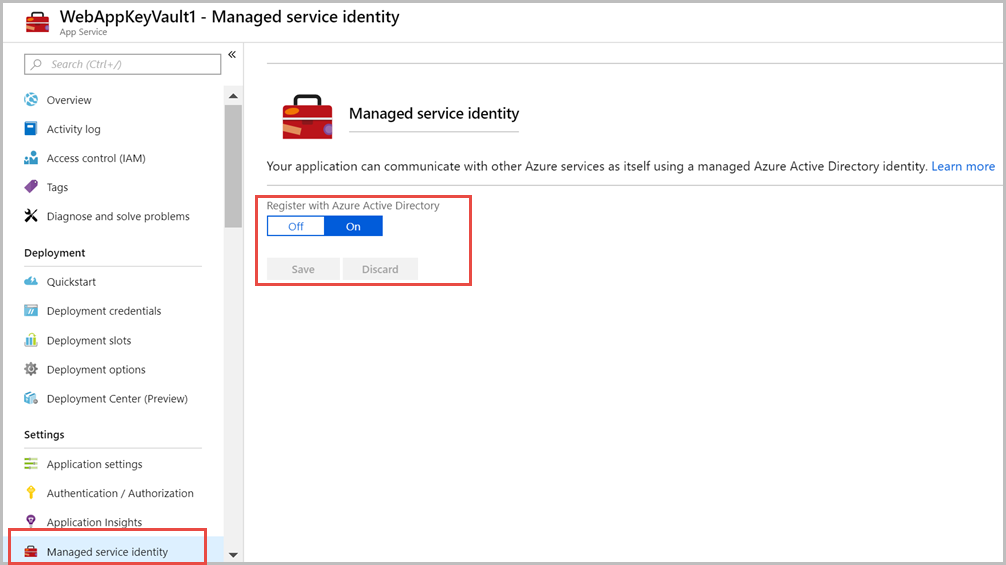 WebAppKeyVault1 - Managed service identity
App Service
Search (Ctrl+/)
«
Overview
Activity log
Access control (IAM)
Tags
Diagnose and solve problems
Deployment
Quickstart
Deployment credentials
Deployment slots
Deployment options
Deployment Center (Preview)
Settings
Application settings
Authentication / Authorization
Application Insights
Managed service identity
Managed service identity
Your application can communicate with other Azure services as itself using a managed Azure Active Directory identity. Learn more
Register with Azure Active Directory
Off On
Save Discard